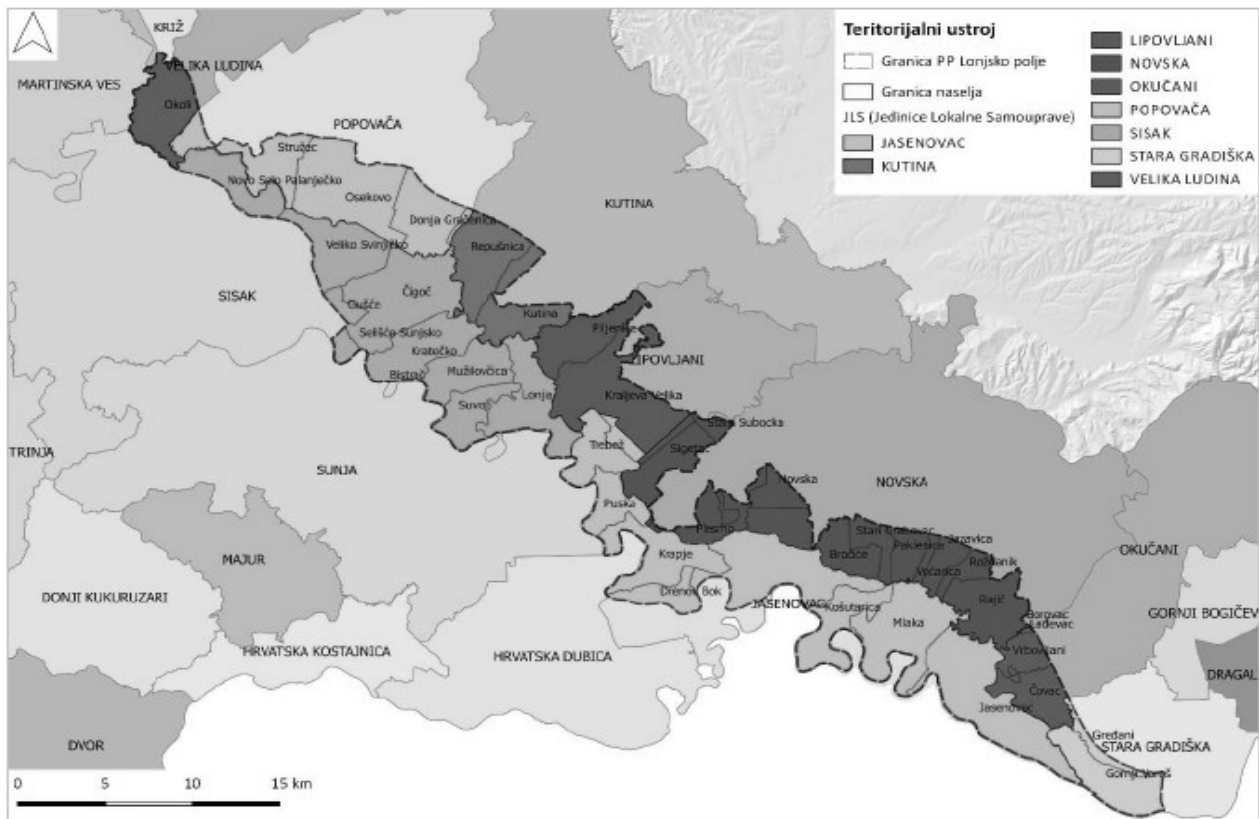 Teritorijalni ustroj
Granica PP Lonjsko polje
Granica naselja
JLS (Jedinice Lokalne Samouprave)
JASENOVAC
KUTINA
LIPOVLJANI
NOVSKA
OKUČANI
POPOVAČA
SISAK
STARA GRADIŠKA
VELIKA LUDINA
KRIŽ
VELIKA LUDINA
MARTINSKA VES
Okoli
POPOVAČA
Stružec
Novo Selo Palanječko
Osekovo
KUTINA
Donja Gračenica
Repušnica
Veliko Svinjičko
SISAK
Čigoč
Gušće
Kutina
Piljenice
Selišće Sunjsko
Kratečko
LIPOVLJANI
Mužilovčica
Bistrač
Kraljeva Velika
Lonja
Suvoj
Stara Subocka
Trebež
Sigetac
TRINJA
SUNJA
NOVSKA
Novska
Puska
Plesmo
Stari Grabovac
Jazavica
Paklenica
Bročice
Krapje
Roždanik
OKUČANI
MAJUR
Voćarica
Drenov Bok
DONJI KUKURUZARI
JASENOVAC
Košutarica
Rajić
Mlaka
Borovac
Lađevac
GORNJI BOGIĆEV
HRVATSKA KOSTAJNICA
HRVATSKA DUBICA
Vrbovljani
DRAGAL
Čovac
Jasenovac
DVOR
Gređani
STARA GRADIŠKA
Gornji Varoš
0 5 10 15 km